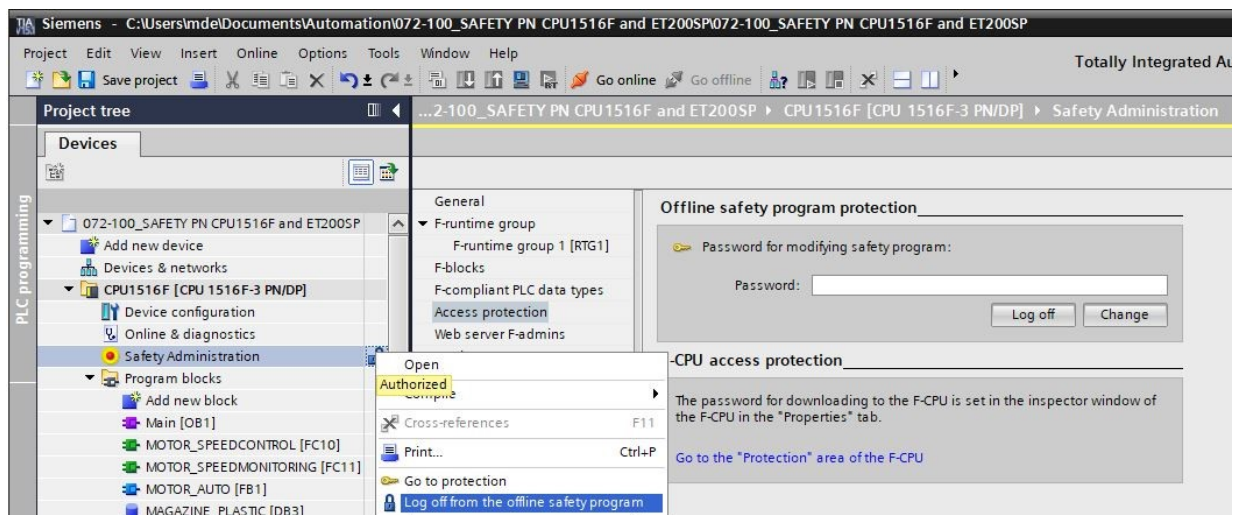 Siemens - C:\Users\mde\Documents\Automation\072-100_SAFETY PN CPU1516F and ET200SP\072-100_SAFETY PN CPU1516F and ET200SP
Project Edit View Insert Online Options Tools Window Help
Totally Integrated Au
Save project Go online Go offline
Project tree
...2-100_SAFETY PN CPU1516F and ET200SP CPU1516F [CPU 1516F-3 PN/DP] Safety Administration
Devices
PLC programming
072-100_SAFETY PN CPU1516F and ET200SP
Add new device
Devices & networks
CPU1516F [CPU 1516F-3 PN/DP]
Device configuration
Online & diagnostics
Safety Administration
Program blocks
Add new block
Main [OB1]
MOTOR_SPEEDCONTROL [FC10]
MOTOR_SPEEDMONITORING [FC11]
MOTOR_AUTO [FB1]
MAGAZINE_PLASTIC [DB3]
General
F-runtime group
F-runtime group 1 [RTG1]
F-blocks
F-compliant PLC data types
Access protection
Web server F-admins
Open
Authorized
Cross-references F11
Print... Ctrl+P
Go to protection
Log off from the offline safety program
Offline safety program protection
Password for modifying safety program:
Password:
Log off Change
-CPU access protection
The password for downloading to the F-CPU is set in the inspector window of
the F-CPU in the "Properties" tab.
Go to the "Protection" area of the F-CPU